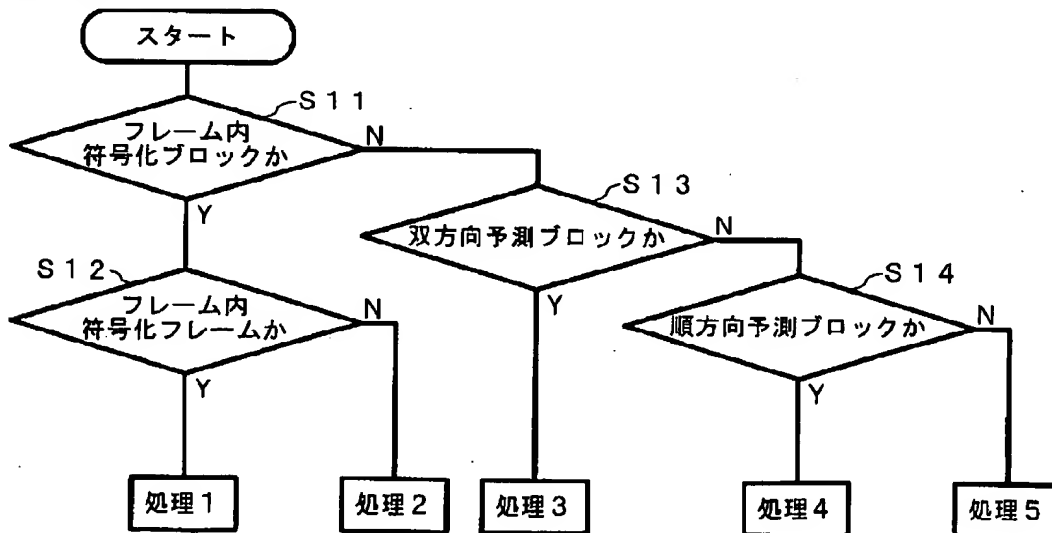 スタート
S11
フレーム内
符号化ブロックか
N
Y
S13
双方向予測ブロックか
N
Y
S12
フレーム内
符号化フレームか
N
Y
S14
順方向予測ブロックか
N
Y
処理1
処理2
処理3
処理4
処理5